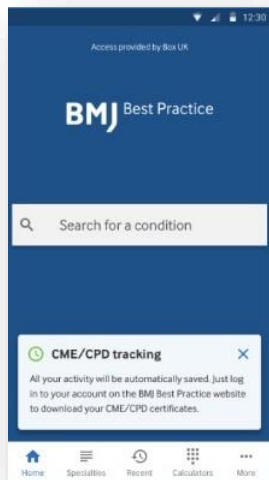 12:30
Access provided by Box UK
BMJ Best Practice
Search for a condition
CME/CPD tracking
All your activity will be automatically saved. Just log
in to your account on the BMJ Best Practice website
to download your CME/CPD certificates.
Home Specialties Recent Calculators More